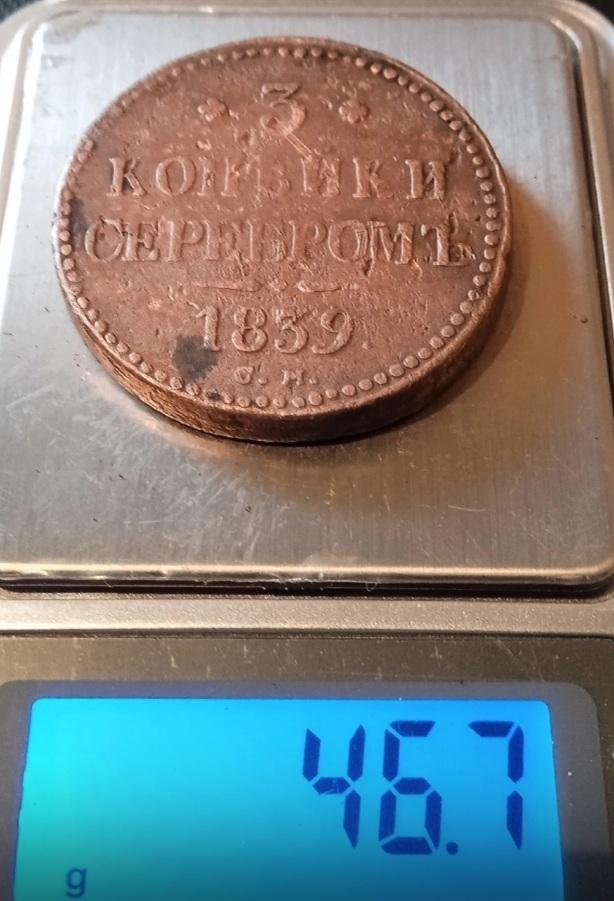 3
КОПѢЙКИ
СЕРЕБРОМЪ
1839.
С. М.
46.7
g